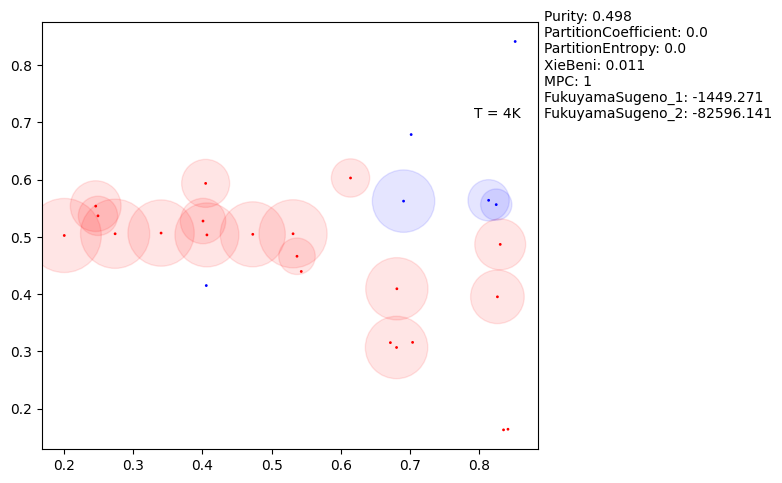 Purity: 0.498
PartitionCoefficient: 0.0
PartitionEntropy: 0.0
XieBeni: 0.011
MPC: 1
FukuyamaSugeno_1: -1449.271
FukuyamaSugeno_2: -82596.141
T = 4K
0.8
0.7
0.6
0.5
0.4
0.3
0.2
0.2 0.3 0.4 0.5 0.6 0.7 0.8